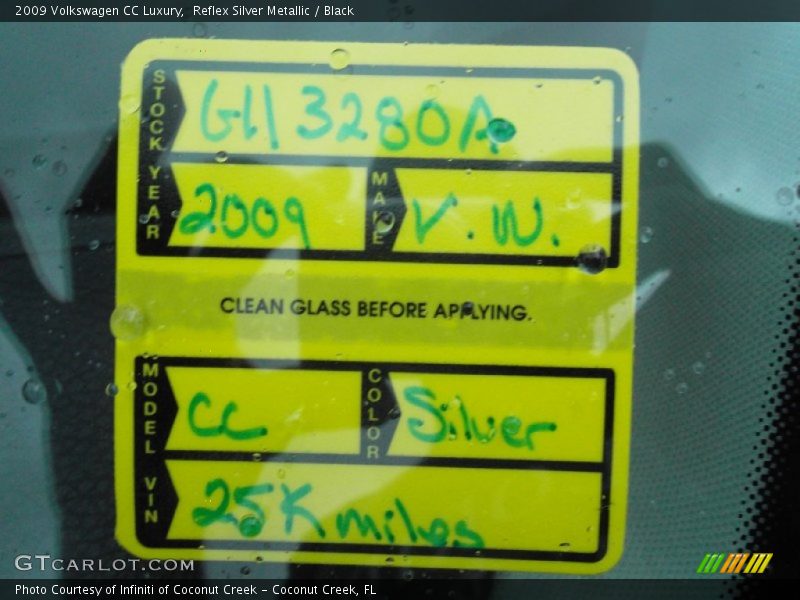 2009 Volkswagen CC Luxury, Reflex Silver Metallic / Black
STOCK G113280A
YEAR 2009 MAKE V.W.
CLEAN GLASS BEFORE APPLYING.
MODEL CC COLOR Silver
VIN 25K miles
GTCARLOT.COM
Photo Courtesy of Infiniti of Coconut Creek - Coconut Creek, FL